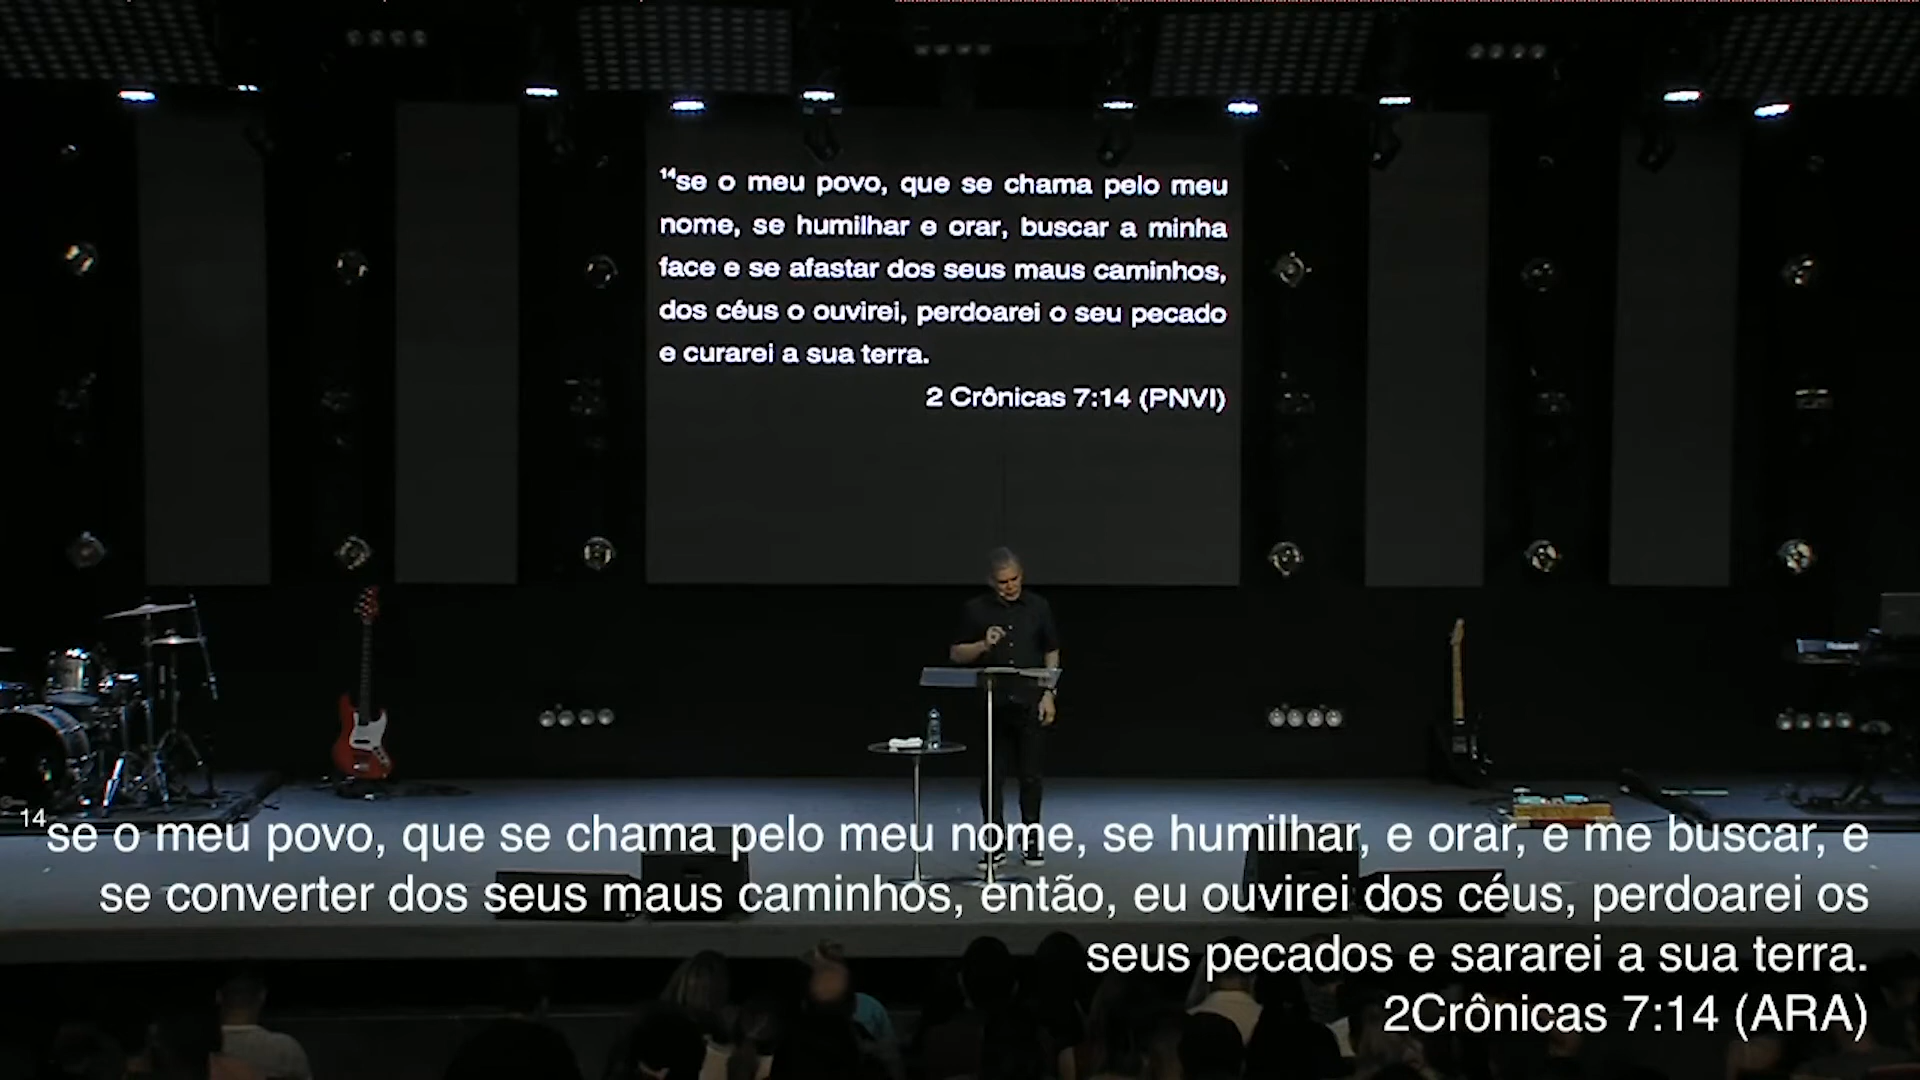 ¹⁴se o meu povo, que se chama pelo meu
nome, se humilhar e orar, buscar a minha
face e se afastar dos seus maus caminhos,
dos céus o ouvirei, perdoarei o seu pecado
e curarei a sua terra.
2 Crônicas 7:14 (PNVI)
Roland
¹⁴se o meu povo, que se chama pelo meu nome, se humilhar, e orar, e me buscar, e
se converter dos seus maus caminhos, então, eu ouvirei dos céus, perdoarei os
seus pecados e sararei a sua terra.
2Crônicas 7:14 (ARA)